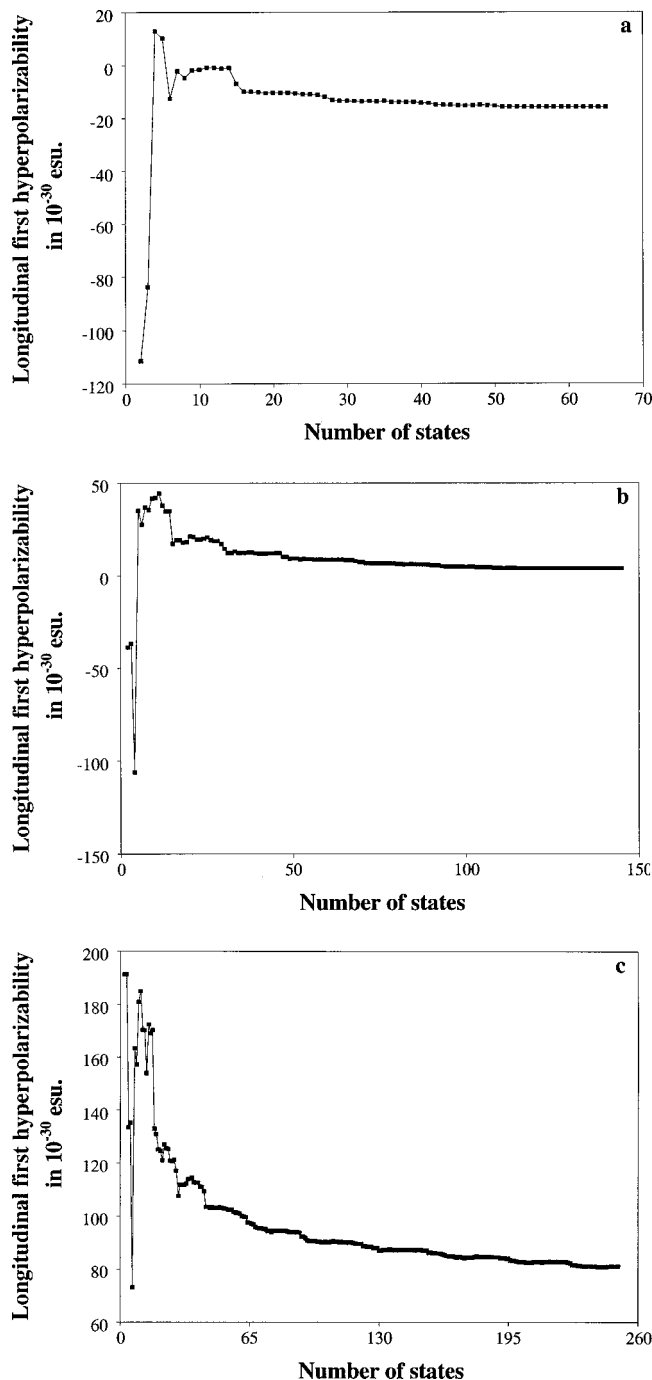 a
Longitudinal first hyperpolarizability
in 10-30 esu.
20
0
-20
-40
-60
-80
-100
-120
0 10 20 30 40 50 60 70
Number of states
b
Longitudinal first hyperpolarizability
in 10-30 esu.
50
0
-50
-100
-150
0 50 100 150
Number of states
c
Longitudinal first hyperpolarizability
in 10-30 esu.
200
180
160
140
120
100
80
60
0 65 130 195 260
Number of states